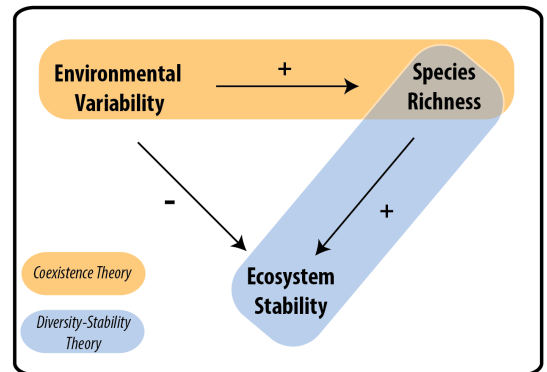 Environmental
Variability
+
Species
Richness
-
+
Ecosystem
Stability
Coexistence Theory
Diversity-Stability
Theory